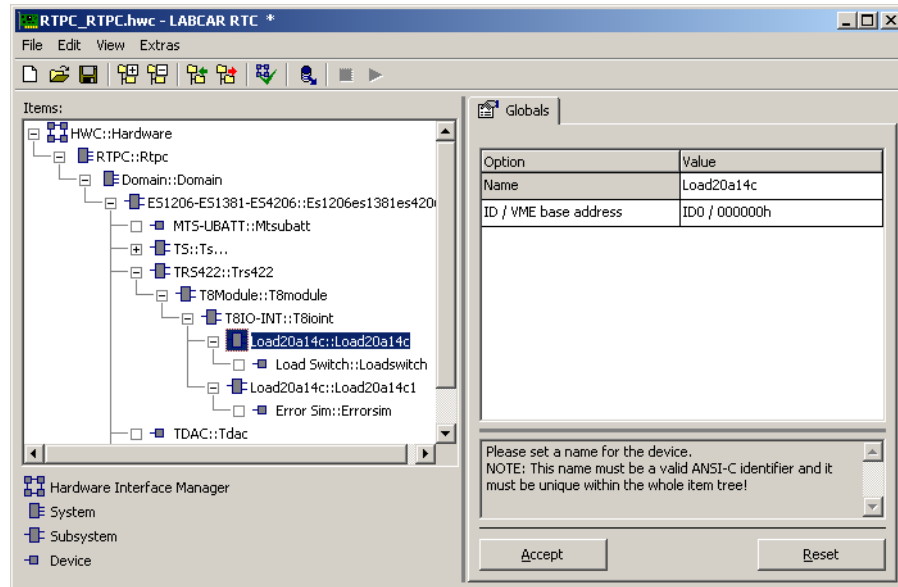 RTPC_RTPC.hwc - LABCAR RTC *
File Edit View Extras
Items:
HWC::Hardware
RTPC::Rtpc
Domain::Domain
ES1206-ES1381-ES4206::Es1206es1381es420
MTS-UBATT::Mtsubatt
TS::Ts...
TRS422::Trs422
T8Module::T8module
T8IO-INT::T8ioint
Load20a14c::Load20a14c
Load Switch::Loadswitch
Load20a14c::Load20a14c1
Error Sim::Errorsim
TDAC::Tdac
Hardware Interface Manager
System
Subsystem
Device
Globals
Option Value
Name Load20a14c
ID / VME base address ID0 / 000000h
Please set a name for the device.
NOTE: This name must be a valid ANSI-C identifier and it
must be unique within the whole item tree!
Accept Reset